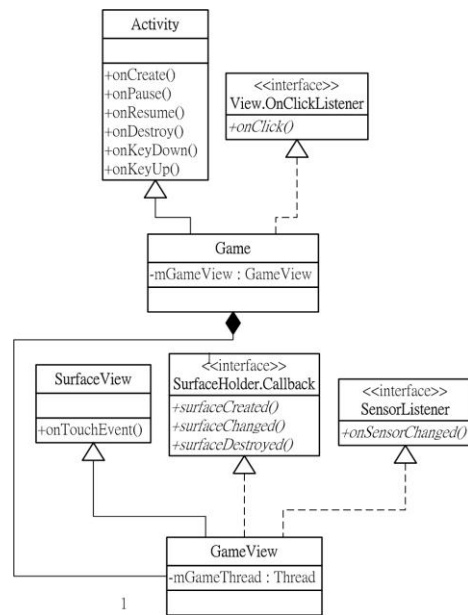 Activity
+onCreate()
+onPause()
+onResume()
+onDestroy()
+onKeyDown()
+onKeyUp()
<<interface>>
View.OnClickListener
+onClick()
Game
-mGameView : GameView
SurfaceView
+onTouchEvent()
<<interface>>
SurfaceHolder.Callback
+surfaceCreated()
+surfaceChanged()
+surfaceDestroyed()
<<interface>>
SensorListener
+onSensorChanged()
GameView
-mGameThread : Thread
1